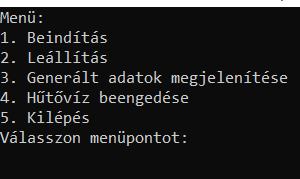 Menü:
1. Beindítás
2. Leállítás
3. Generált adatok megjelenítése
4. Hűtővíz beengedése
5. Kilépés
Válasszon menüpontot: